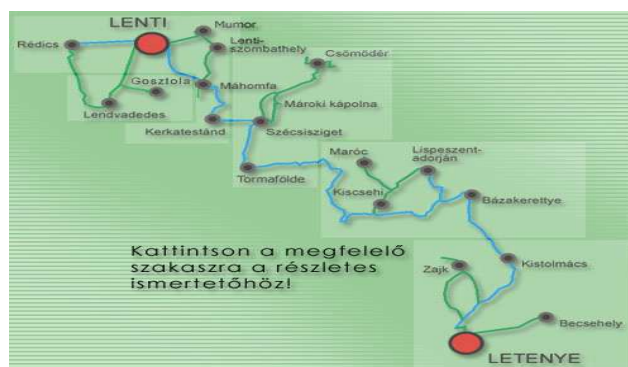 LENTI
Mumor
Rédics
Lenti-
szombathely
Csömödér
Gosztola
Máhomfa
Lendvadedes
Mároki kápolna
Kerkatestánd
Szécsisziget
Maróc
Lispeszent-
adorján
Tormafölde
Kiscsehi
Bázakerettye
Kattintson a megfelelő
szakaszra a részletes
ismertetőhöz!
Zajk
Kistolmács
Becsehely
LETENYE